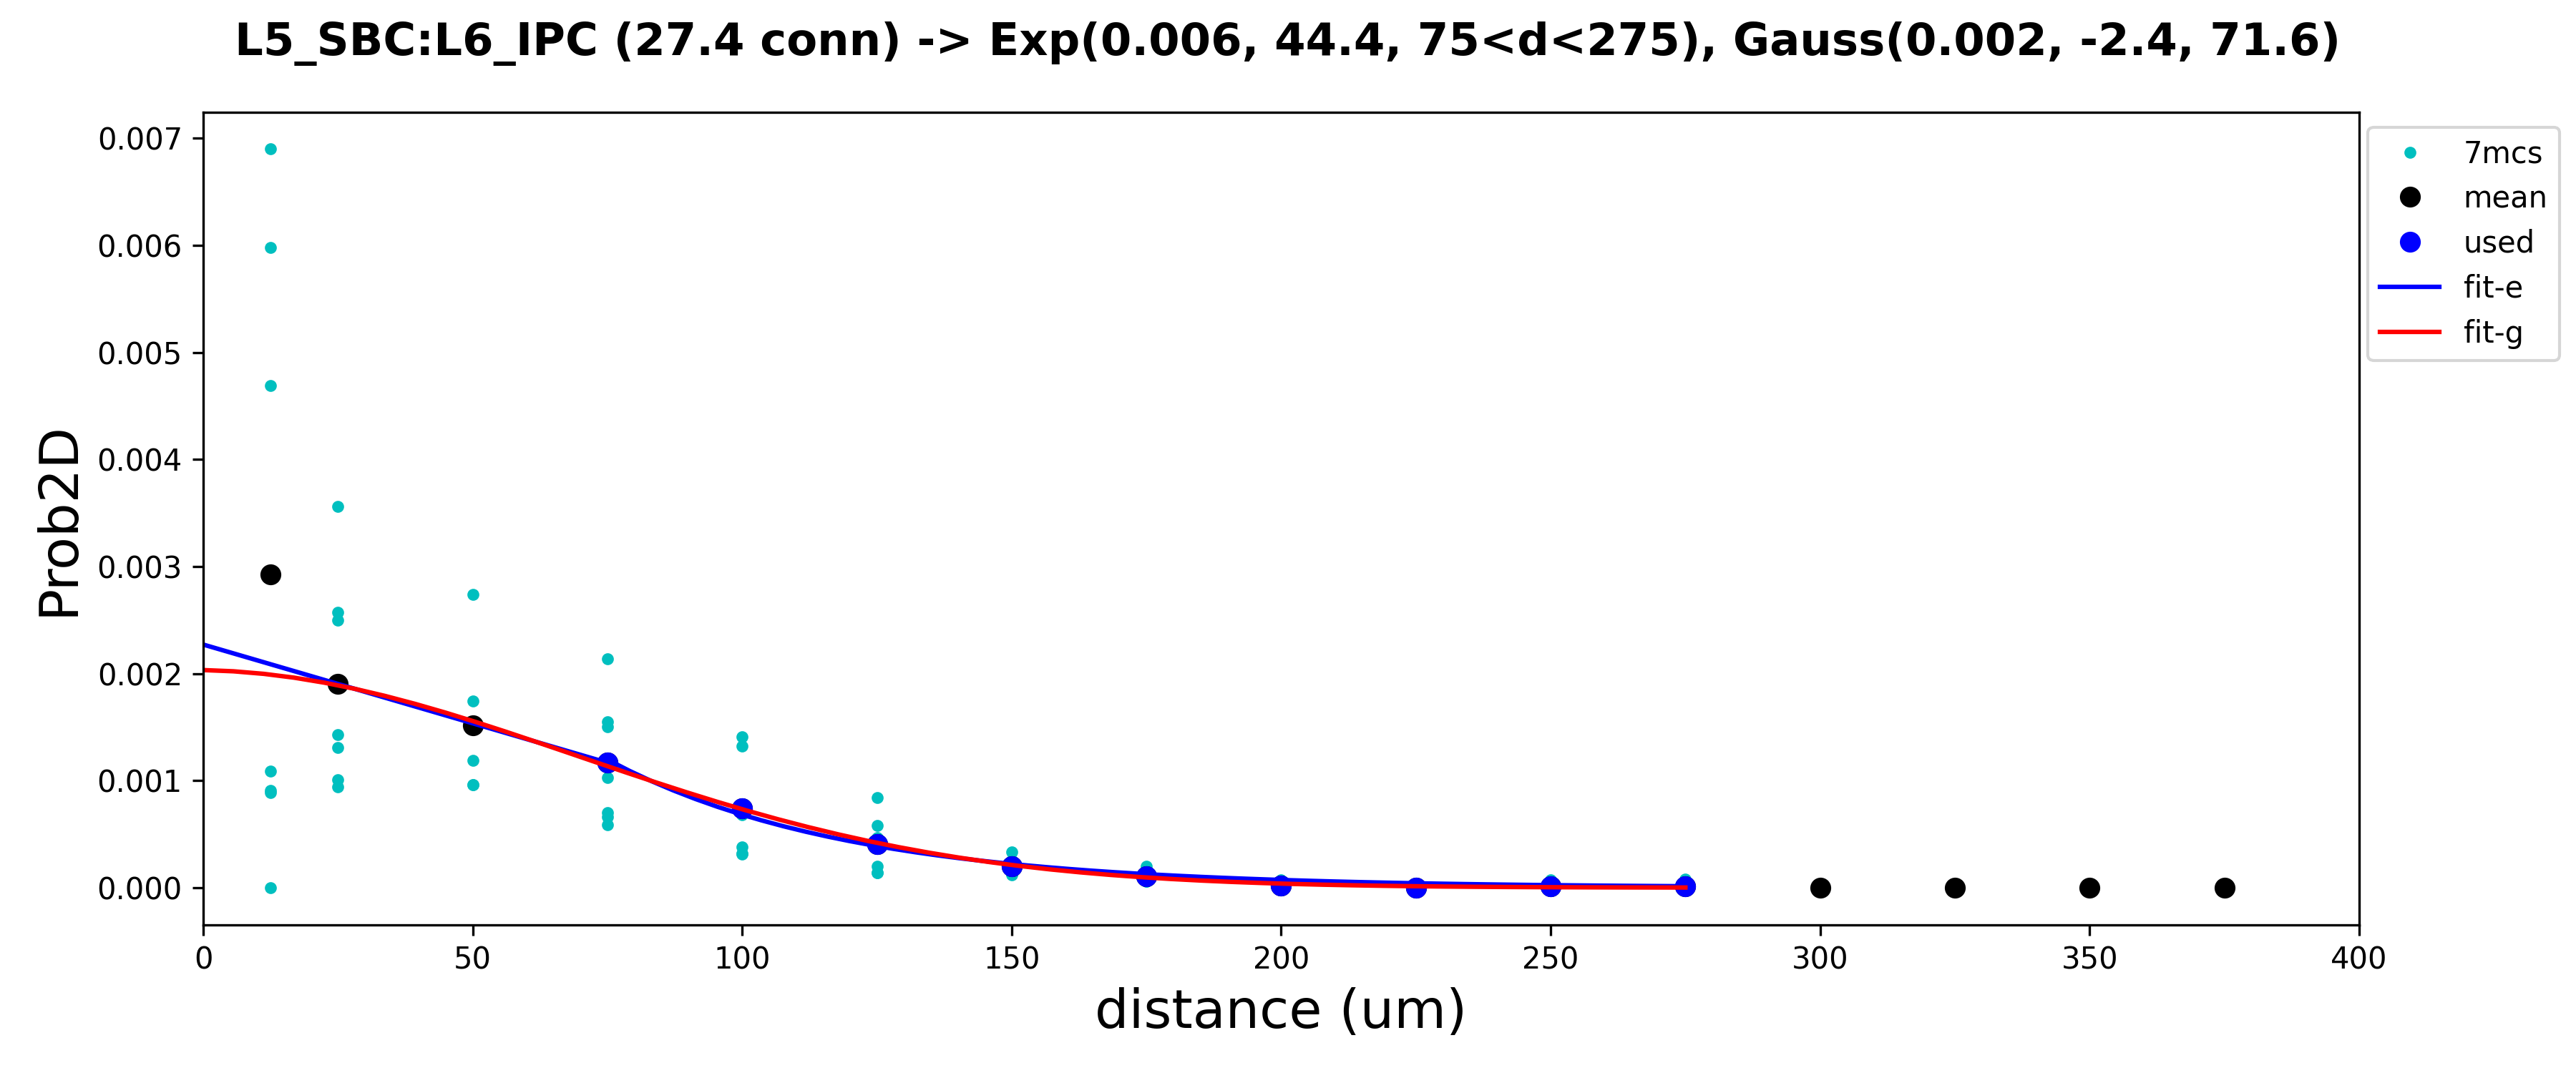 L5_SBC:L6_IPC (27.4 conn) -> Exp(0.006, 44.4, 75<d<275), Gauss(0.002, -2.4, 71.6)
0.007
0.006
0.005
0.004
0.003
0.002
0.001
0.000
Prob2D
0 50 100 150 200 250 300 350 400
distance (um)
7mcs
mean
used
fit-e
fit-g